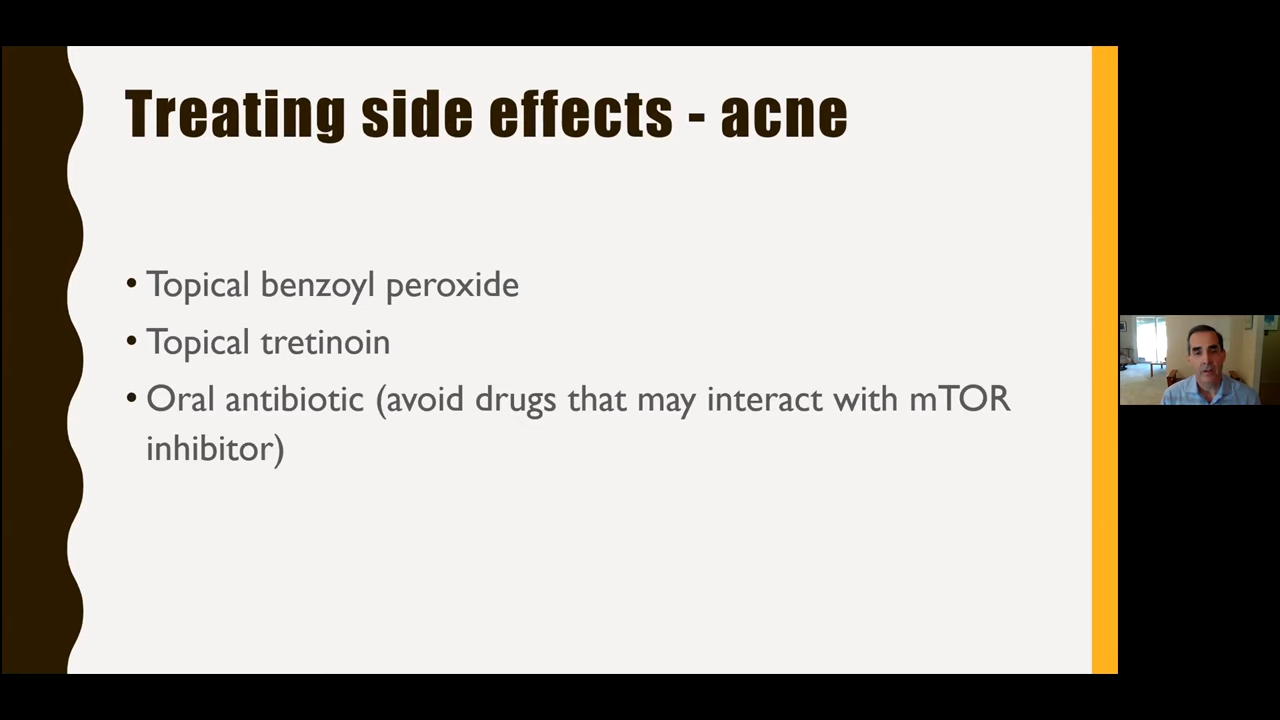 Treating side effects - acne
• Topical benzoyl peroxide
• Topical tretinoin
• Oral antibiotic (avoid drugs that may interact with mTOR
inhibitor)